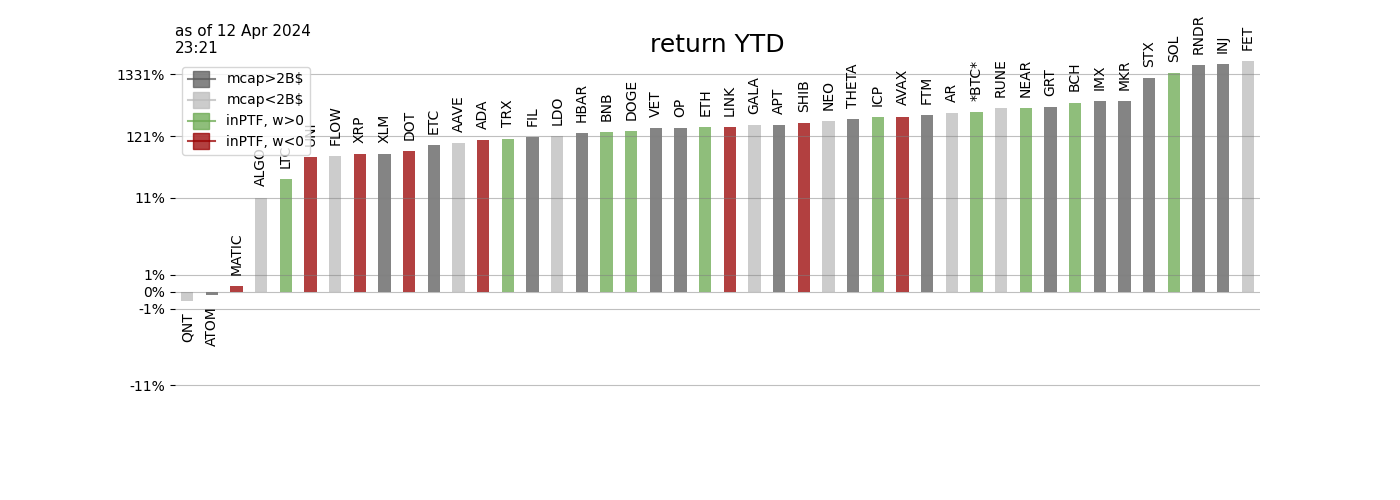 as of 12 Apr 2024
23:21
return YTD
mcap>2B$
mcap<2B$
inPTF, w>0
inPTF, w<0
1331%
121%
11%
1%
0%
-1%
-11%
QNT
ATOM
MATIC
ALGO
LTC
UNI
FLOW
XRP
XLM
DOT
ETC
AAVE
ADA
TRX
FIL
LDO
HBAR
BNB
DOGE
VET
OP
ETH
LINK
GALA
APT
SHIB
NEO
THETA
ICP
AVAX
FTM
AR
*BTC*
RUNE
NEAR
GRT
BCH
IMX
MKR
STX
SOL
RNDR
INJ
FET